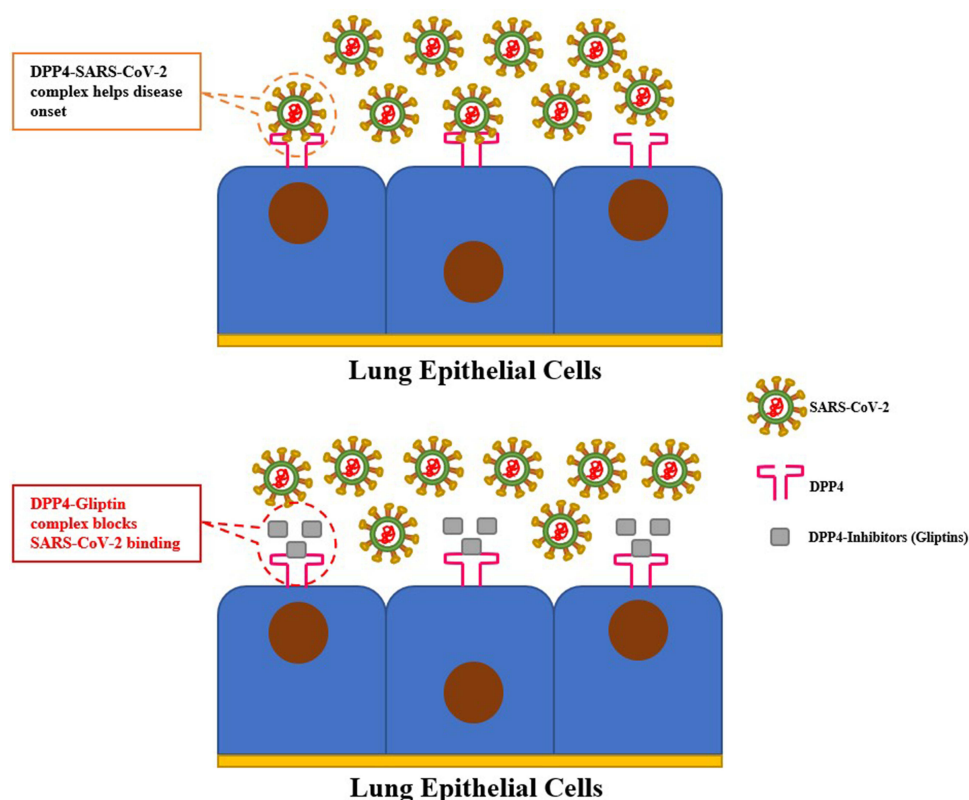 DPP4-SARS-CoV-2
complex helps disease
onset
Lung Epithelial Cells
SARS-CoV-2
DPP4
DPP4-Inhibitors (Gliptins)
DPP4-Gliptin
complex blocks
SARS-CoV-2 binding
Lung Epithelial Cells